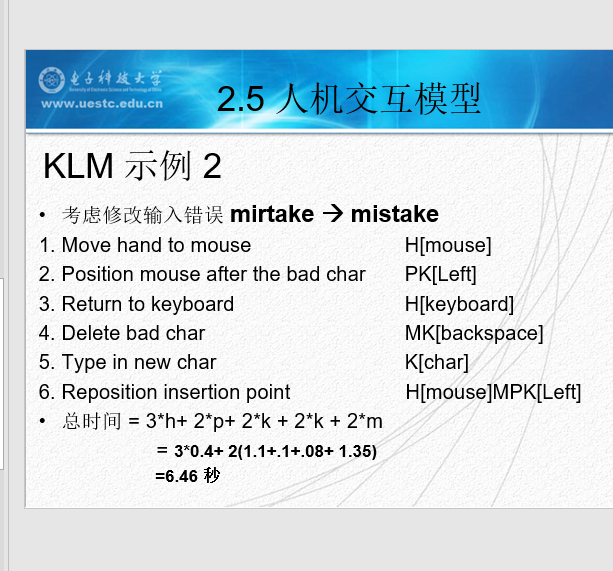 电子科技大学
University of Electronic Science and Technology of China
www.uestc.edu.cn
2.5 人机交互模型
KLM 示例 2
• 考虑修改输入错误 mirtake → mistake
1. Move hand to mouse H[mouse]
2. Position mouse after the bad char PK[Left]
3. Return to keyboard H[keyboard]
4. Delete bad char MK[backspace]
5. Type in new char K[char]
6. Reposition insertion point H[mouse]MPK[Left]
• 总时间 = 3*h+ 2*p+ 2*k + 2*k + 2*m
= 3*0.4+ 2(1.1+.1+.08+ 1.35)
=6.46 秒